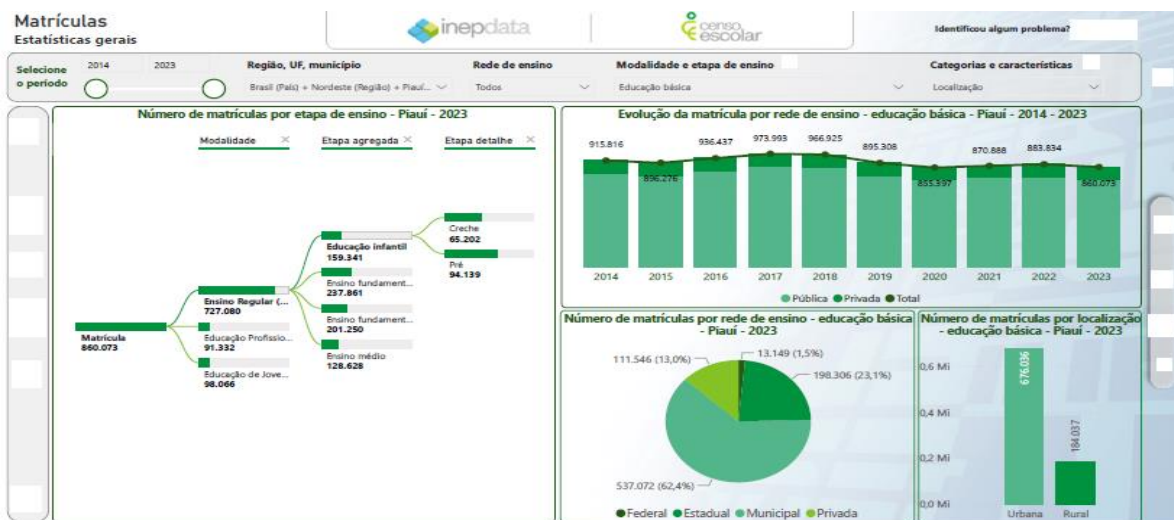 Matrículas
Estatísticas gerais
inepdata
censo
escolar
Identificou algum problema?
Selecione
o período
2014 2023
Região, UF, município
Brasil (País) + Nordeste (Região) + Piauí...
Rede de ensino
Todos
Modalidade e etapa de ensino
Educação básica
Categorias e características
Localização
Número de matrículas por etapa de ensino - Piauí - 2023
Modalidade
Etapa agregada
Etapa detalhe
Matrícula
860.073
Ensino Regular (...
727.080
Educação Profissio...
91.332
Educação de Jove...
98.066
Educação infantil
159.341
Ensino fundament...
237.861
Ensino fundament...
201.250
Ensino médio
128.628
Creche
65.202
Pré
94.139
Evolução da matrícula por rede de ensino - educação básica - Piauí - 2014 - 2023
915.816 896.276 936.437 973.993 966.925 895.308 855.397 870.888 883.834 860.073
2014 2015 2016 2017 2018 2019 2020 2021 2022 2023
Pública Privada Total
Número de matrículas por rede de ensino - educação básica
- Piauí - 2023
111.546 (13,0%)
13.149 (1,5%)
198.306 (23,1%)
537.072 (62,4%)
Federal Estadual Municipal Privada
Número de matrículas por localização
- educação básica - Piauí - 2023
0,6 Mi
0,4 Mi
0,2 Mi
0,0 Mi
676.036
184.037
Urbana Rural